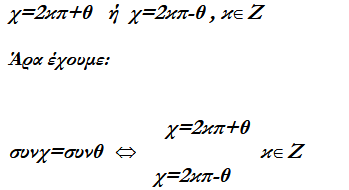 χ=2κπ+θ ή χ=2κπ-θ , κ∈Z
Άρα έχουμε:
χ=2κπ+θ
συνχ=συνθ ⇔ κ∈Z
χ=2κπ-θ